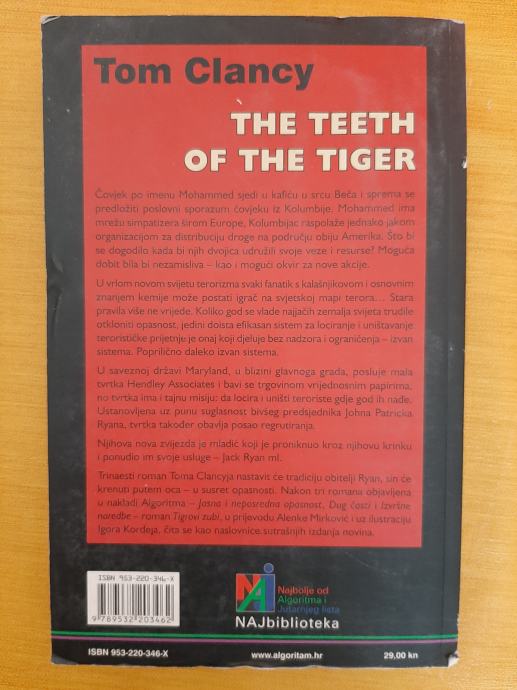 Tom Clancy
THE TEETH
OF THE TIGER
Čovjek po imenu Mohammed sjedi u kafiću u srcu Beča i sprema se
predložiti poslovni sporazum čovjeku iz Kolumbije. Mohammed ima
mrežu simpatizera širom Europe, Kolumbijac raspolaže jednako jakom
organizacijom za distribuciju droge na području obiju Amerika. Što bi
se dogodilo kada bi njih dvojica udružili svoje veze i resurse? Moguća
dobit bila bi nezamisliva – kao i mogući okvir za nove akcije.
U vrlom novom svijetu terorizma svaki fanatik s kalašnjikovom i osnovnim
znanjem kemije može postati igrač na svjetskoj mapi terora... Stara
pravila više ne vrijede. Koliko god se vlade najjačih zemalja svijeta trudile
otkloniti opasnost, jedini doista efikasan sistem za lociranje i uništavanje
terorističke prijetnje je onaj koji djeluje bez nadzora i ograničenja – izvan
sistema. Poprilično daleko izvan sistema.
U saveznoj državi Maryland, u blizini glavnoga grada, posluje mala
tvrtka Hendley Associates i bavi se trgovinom vrijednosnim papirima,
no tvrtka ima i tajnu misiju: da locira i uništi teroriste gdje god ih nađe.
Ustanovljena uz punu suglasnost bivšeg predsjednika Johna Patricka
Ryana, tvrtka također obavlja posao regrutiranja.
Njihova nova zvijezda je mladić koji je proniknuo kroz njihovu krinku
i ponudio im svoje usluge – Jack Ryan ml.
Trinaesti roman Toma Clancyja nastavit će tradiciju obitelji Ryan, sin će
krenuti putem oca – u susret opasnosti. Nakon tri romana objavljena
u nakladi Algoritma – Jasna i neposredna opasnost, Dug časti i Izvršne
naredbe – roman Tigrovi zubi, u prijevodu Alenke Mirković i uz ilustraciju
Igora Kordeja, čita se kao naslovnice sutrašnjih izdanja novina.
ISBN 953-220-346-X
9 789532 203462
NAJ
Najbolje od
Algoritma i
Jutarnjeg lista
NAJbiblioteka
ISBN 953-220-346-X
www.algoritam.hr
29,00 kn